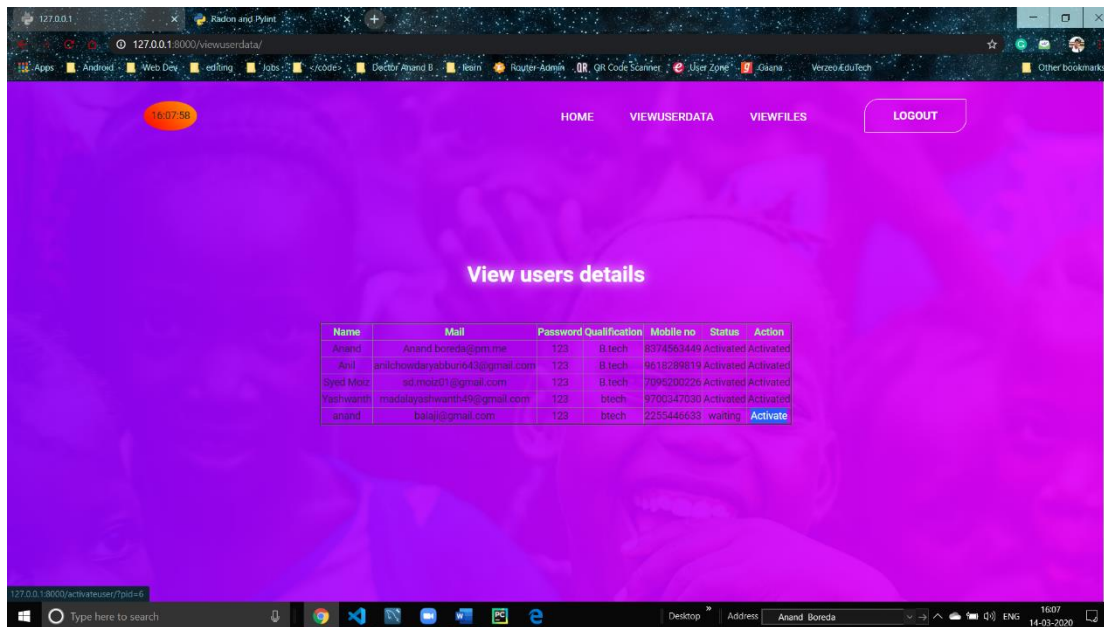 127.0.0.1 Radon and Pylint
127.0.0.1:8000/viewuserdata/
Apps Android Web Dev editing Jobs </code> Doctor Anand B learn Router-Admin QR Code Scanner User Zone Gaana Verzeo EduTech Other bookmarks
16:07:58 HOME VIEWUSERDATA VIEWFILES LOGOUT
View users details
Name Mail Password Qualification Mobile no Status Action
Anand Anand.boreda@pm.me 123 B.tech 8374563449 Activated Activated
Anil anilchowdaryabburi643@gmail.com 123 B.tech 9618289819 Activated Activated
Syed Moiz sd.moiz01@gmail.com 123 B.tech 7095200226 Activated Activated
Yashwanth madalayashwanth49@gmail.com 123 btech 9700347030 Activated Activated
anand balaji@gmail.com 123 btech 2255446633 waiting Activate
127.0.0.1:8000/activateuser/?pid=6
Type here to search Desktop Address Anand Boreda ENG 16:07
14-03-2020